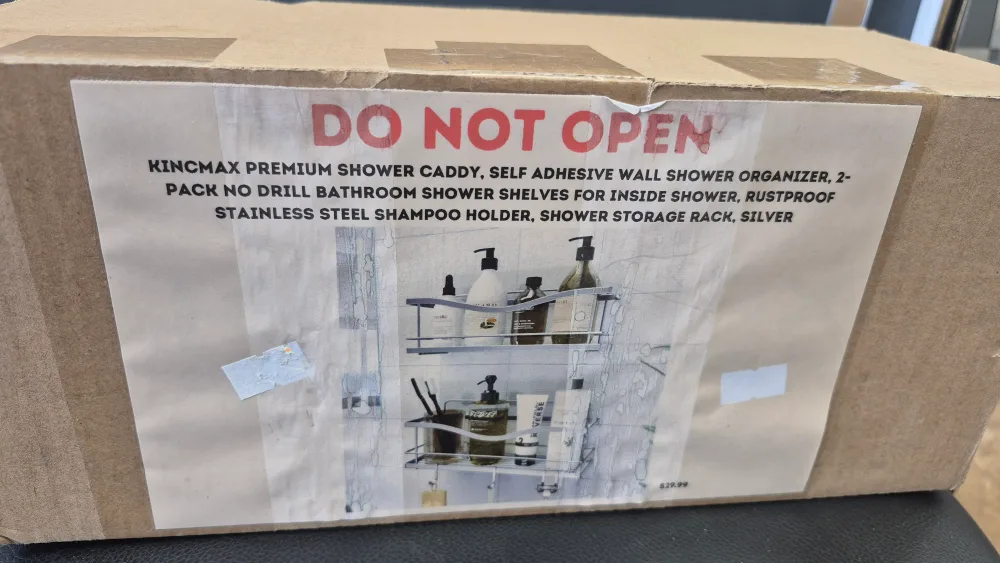 DO NOT OPEN
KINCMAX PREMIUM SHOWER CADDY, SELF ADHESIVE WALL SHOWER ORGANIZER, 2-
PACK NO DRILL BATHROOM SHOWER SHELVES FOR INSIDE SHOWER, RUSTPROOF
STAINLESS STEEL SHAMPOO HOLDER, SHOWER STORAGE RACK, SILVER
$29.99